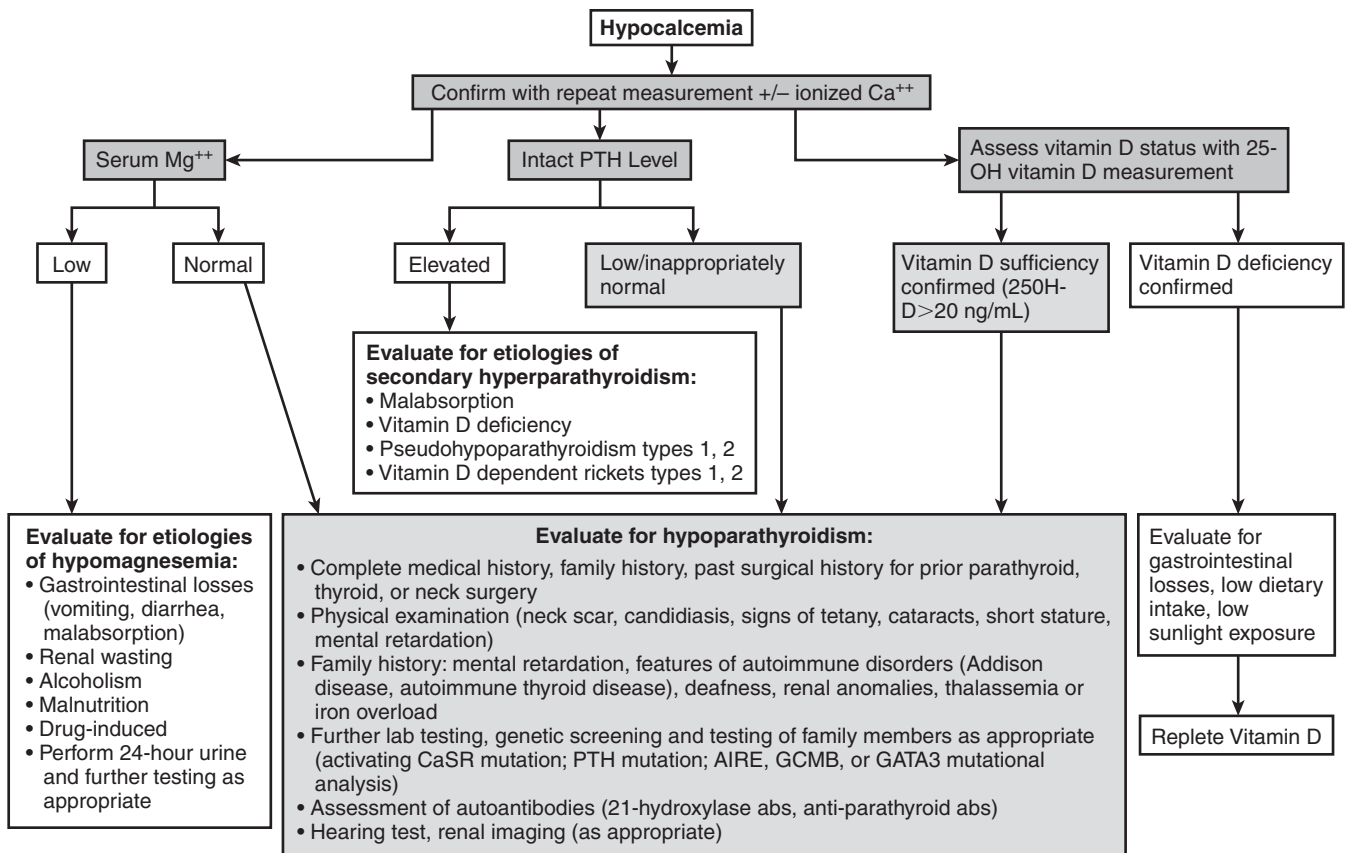 Hypocalcemia
Confirm with repeat measurement +/– ionized Ca++
Serum Mg++
Intact PTH Level
Assess vitamin D status with 25-
OH vitamin D measurement
Low
Normal
Elevated
Low/inappropriately
normal
Vitamin D sufficiency
confirmed (250H-
D>20 ng/mL)
Vitamin D deficiency
confirmed
Evaluate for etiologies of
secondary hyperparathyroidism:
• Malabsorption
• Vitamin D deficiency
• Pseudohypoparathyroidism types 1, 2
• Vitamin D dependent rickets types 1, 2
Evaluate for etiologies
of hypomagnesemia:
• Gastrointestinal losses
(vomiting, diarrhea,
malabsorption)
• Renal wasting
• Alcoholism
• Malnutrition
• Drug-induced
• Perform 24-hour urine
and further testing as
appropriate
Evaluate for hypoparathyroidism:
• Complete medical history, family history, past surgical history for prior parathyroid,
thyroid, or neck surgery
• Physical examination (neck scar, candidiasis, signs of tetany, cataracts, short stature,
mental retardation)
• Family history: mental retardation, features of autoimmune disorders (Addison
disease, autoimmune thyroid disease), deafness, renal anomalies, thalassemia or
iron overload
• Further lab testing, genetic screening and testing of family members as appropriate
(activating CaSR mutation; PTH mutation; AIRE, GCMB, or GATA3 mutational
analysis)
• Assessment of autoantibodies (21-hydroxylase abs, anti-parathyroid abs)
• Hearing test, renal imaging (as appropriate)
Evaluate for
gastrointestinal
losses, low dietary
intake, low
sunlight exposure
Replete Vitamin D